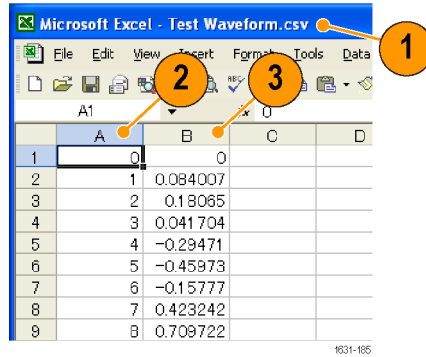 Microsoft Excel - Test Waveform.csv
1
File Edit View Insert Format Tools Data
2
3
A1
0
A B C D
1 0 0
2 1 0.084007
3 2 0.18065
4 3 0.041704
5 4 -0.29471
6 5 -0.45973
7 6 -0.15777
8 7 0.423242
9 8 0.709722
1631-185